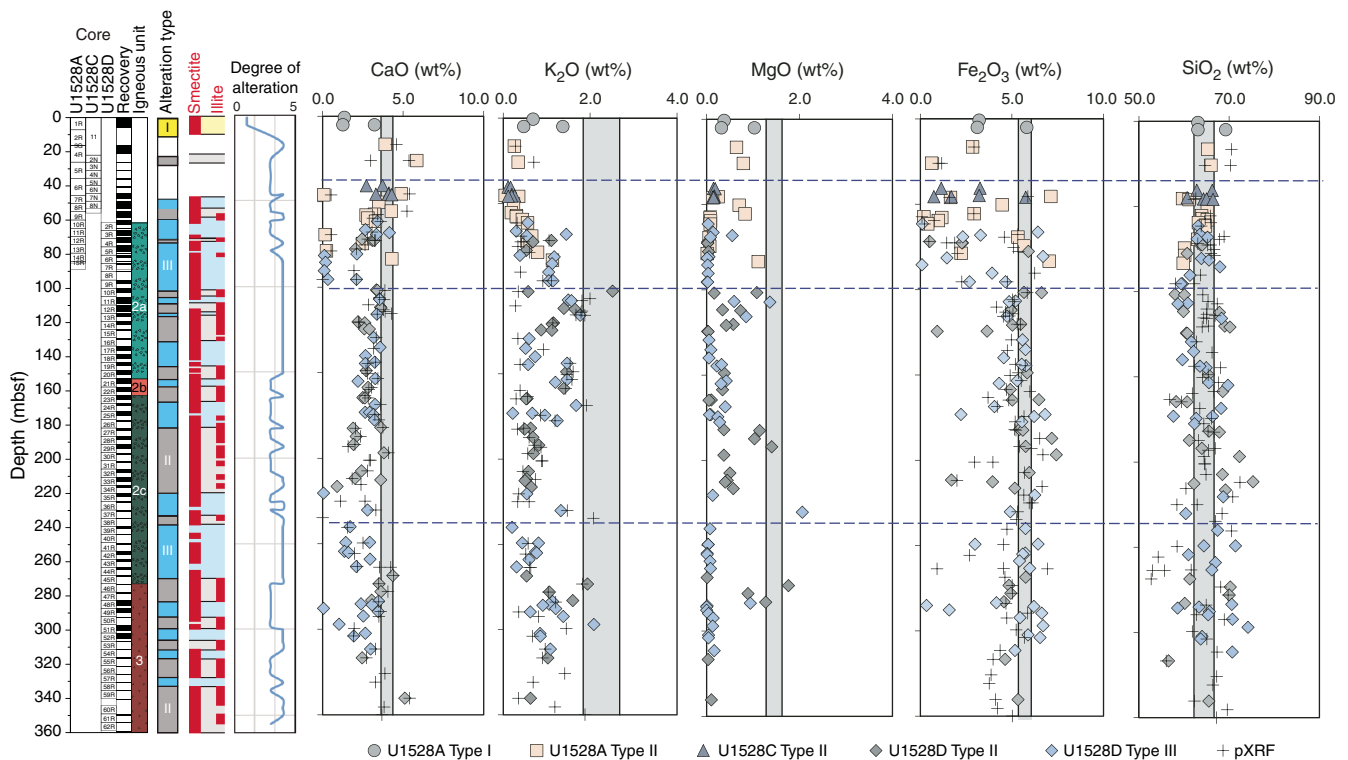 Core
U1528A
U1528C
U1528D
Recovery
Igneous unit
Alteration type
Smectite
Illite
Degree of
alteration
0 5
CaO (wt%)
0.0 5.0 10.0
K2O (wt%)
0.0 2.0 4.0
MgO (wt%)
0.0 2.0 4.0
Fe2O3 (wt%)
0.0 5.0 10.0
SiO2 (wt%)
50.0 70.0 90.0
Depth (mbsf)
0
20
40
60
80
100
120
140
160
180
200
220
240
260
280
300
320
340
360
1R
2R
3G
4R
5R
6R
7R
8R
10R
11R
12R
13R
14R
15R
11
2N
3N
4N
5N
6N
7N
8N
2R
3R
4R
5R
6R
7R
8R
9R
10R
11R
12R
13R
14R
15R
16R
17R
18R
19R
20R
21R
22R
23R
24R
25R
26R
27R
28R
29R
30R
31R
32R
33R
34R
35R
36R
37R
38R
39R
40R
41R
42R
43R
44R
45R
46R
47R
48R
49R
50R
51R
52R
53R
54R
55R
56R
57R
58R
59R
60R
61R
62R
2a
2b
2c
3
I
III
II
III
II
U1528A Type I
U1528A Type II
U1528C Type II
U1528D Type II
U1528D Type III
pXRF